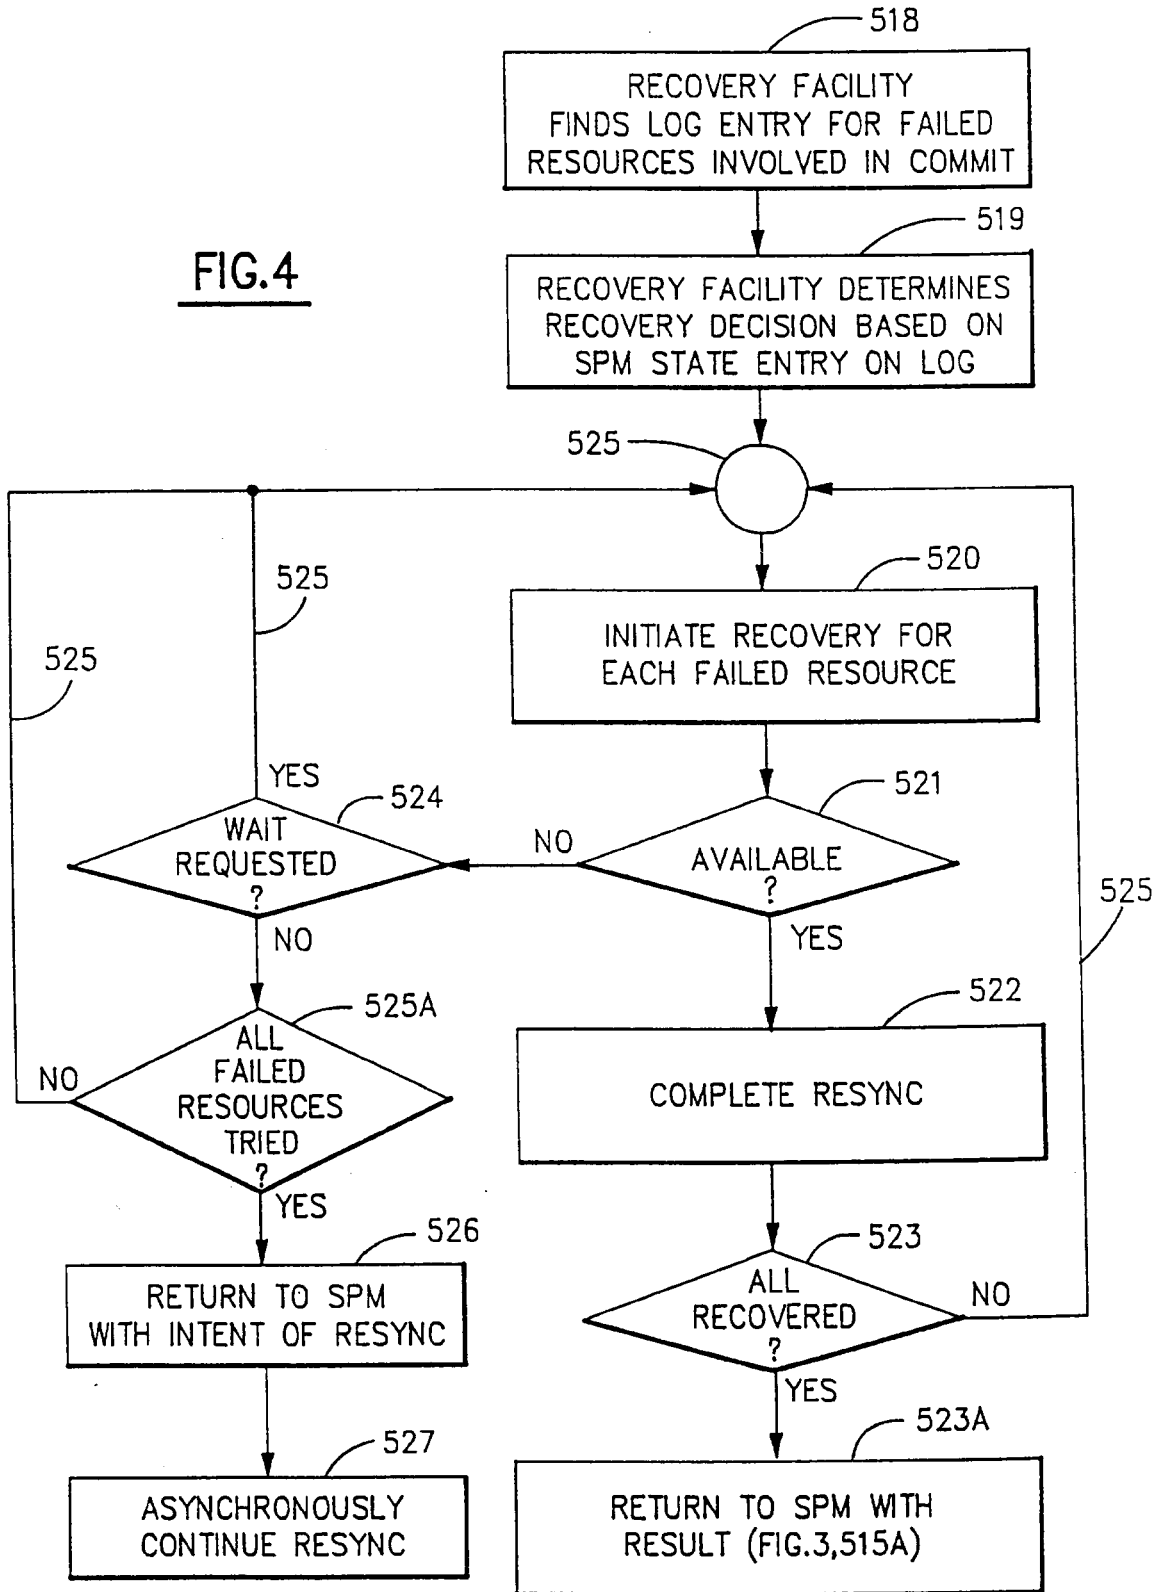 518
RECOVERY FACILITY
FINDS LOG ENTRY FOR FAILED
RESOURCES INVOLVED IN COMMIT
519
FIG.4
RECOVERY FACILITY DETERMINES
RECOVERY DECISION BASED ON
SPM STATE ENTRY ON LOG
525
520
525
INITIATE RECOVERY FOR
EACH FAILED RESOURCE
525
YES
524
521
WAIT
REQUESTED
?
NO
AVAILABLE
?
525
NO
YES
525A
522
ALL
FAILED
RESOURCES
TRIED
?
NO
COMPLETE RESYNC
YES
526
523
RETURN TO SPM
WITH INTENT OF RESYNC
ALL
RECOVERED
?
NO
YES
527
523A
ASYNCHRONOUSLY
CONTINUE RESYNC
RETURN TO SPM WITH
RESULT (FIG.3,515A)